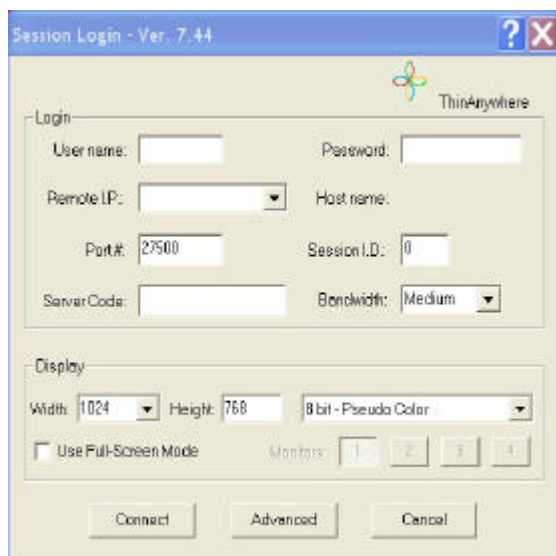 Session Login - Ver. 7.44
ThinAnywhere
Login
User name: Password:
Remote I.P.: Host name:
Port #: 27500 Session I.D.: 0
Server Code: Bandwidth: Medium
Display
Width: 1024 Height: 768 8 bit - Pseudo Color
Use Full-Screen Mode Monitors: 1 2 3 4
Connect Advanced Cancel